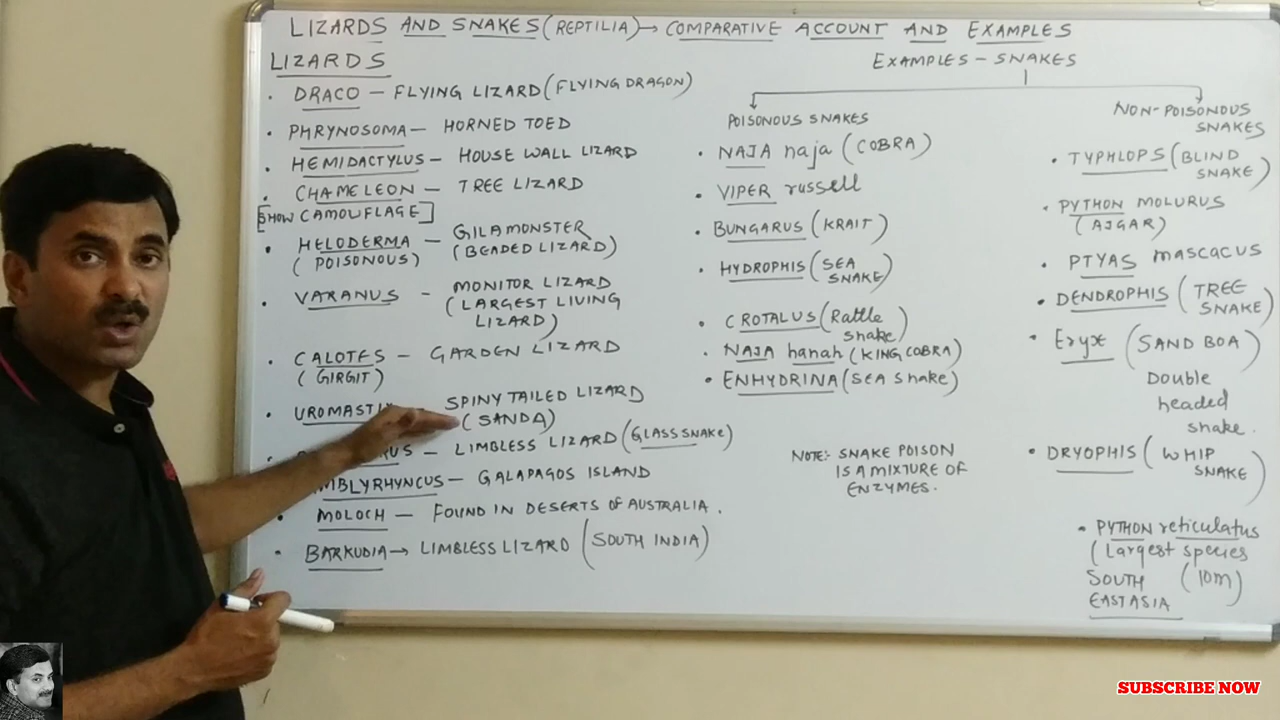 LIZARDS AND SNAKES (REPTILIA) → COMPARATIVE ACCOUNT AND EXAMPLES
LIZARDS
· DRACO – FLYING LIZARD (FLYING DRAGON)
· PHRYNOSOMA – HORNED TOED
· HEMIDACTYLUS – HOUSE WALL LIZARD
· CHAMELEON – TREE LIZARD
[SHOW CAMOUFLAGE]
· HELODERMA – GILAMONSTER
(POISONOUS) (BEADED LIZARD)
· VARANUS – MONITOR LIZARD
(LARGEST LIVING
LIZARD)
· CALOTES – GARDEN LIZARD
(GIRGIT)
· UROMASTI SPINY TAILED LIZARD
(SANDA)
– LIMBLESS LIZARD (GLASS SNAKE)
MBLYRHYNCUS – GALAPAGOS ISLAND
· MOLOCH – FOUND IN DESERTS OF AUSTRALIA.
· BARKUDIA → LIMBLESS LIZARD (SOUTH INDIA)
EXAMPLES – SNAKES
POISONOUS SNAKES
· NAJA naja (COBRA)
· VIPER russell
· BUNGARUS (KRAIT)
· HYDROPHIS (SEA
SNAKE)
· CROTALUS (Rattle
snake)
· NAJA hanah (KING COBRA)
· ENHYDRINA (SEA Snake)
NOTE:- SNAKE POISON
IS A MIXTURE OF
ENZYMES.
NON-POISONOUS
SNAKES
· TYPHLOPS (BLIND
SNAKE)
· PYTHON MOLURUS
(AJGAR)
· PTYAS mascacus
· DENDROPHIS (TREE
SNAKE)
· Eryx (SAND BOA)
Double
headed
snake.
· DRYOPHIS (WHIP
SNAKE)
· PYTHON reticulatus
(Largest species
SOUTH (10m)
EAST ASIA
SUBSCRIBE NOW